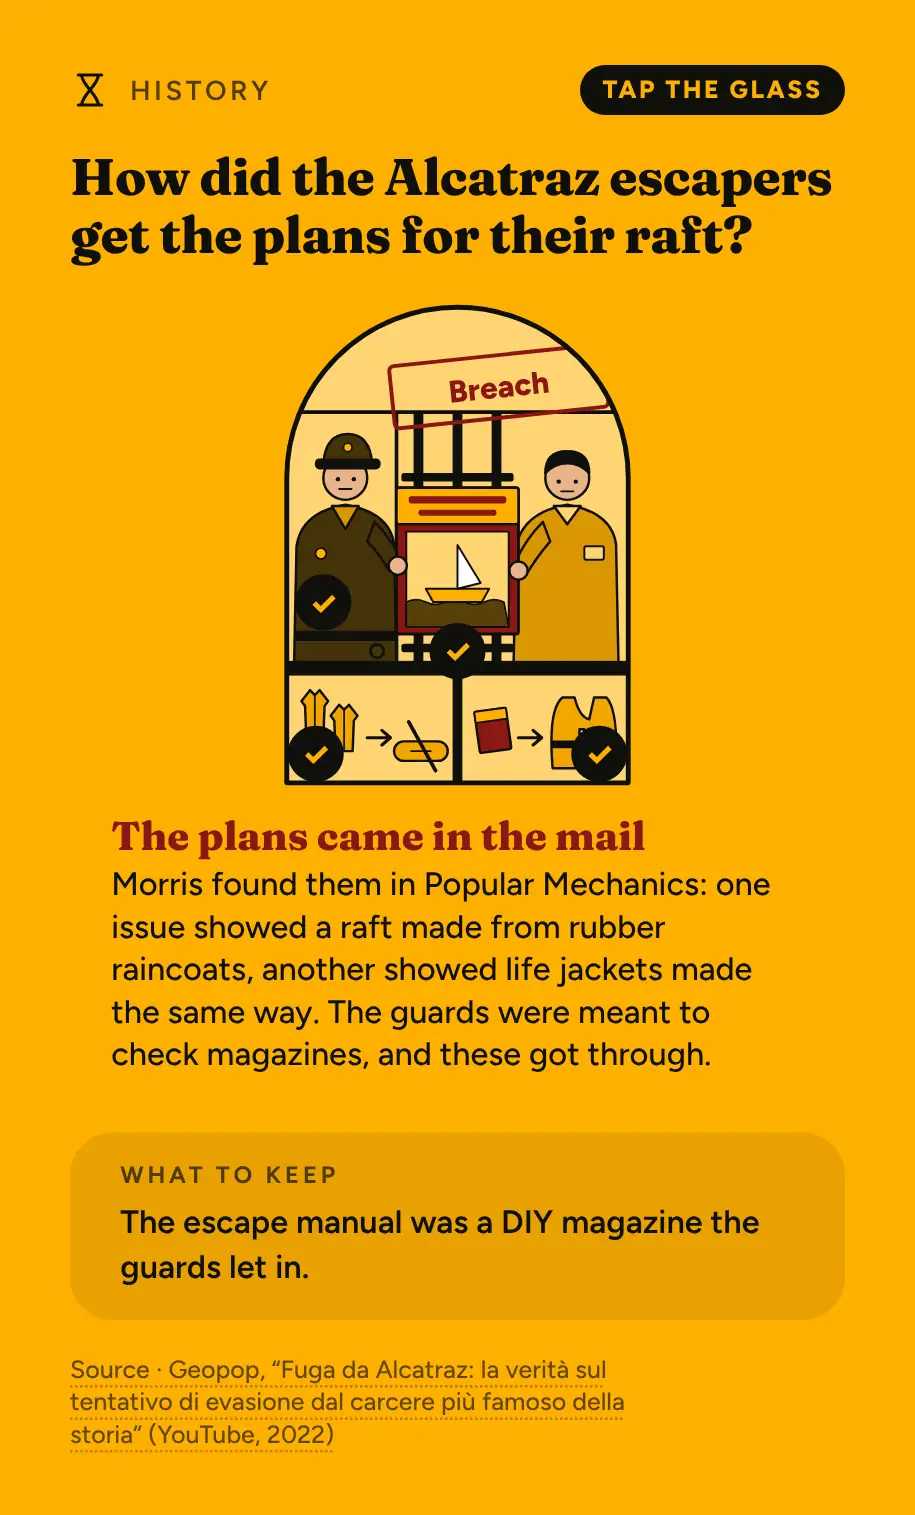 HISTORY
TAP THE GLASS
How did the Alcatraz escapers
get the plans for their raft?
Breach
The plans came in the mail
Morris found them in Popular Mechanics: one
issue showed a raft made from rubber
raincoats, another showed life jackets made
the same way. The guards were meant to
check magazines, and these got through.
WHAT TO KEEP
The escape manual was a DIY magazine the
guards let in.
Source · Geopop, “Fuga da Alcatraz: la verità sul
tentativo di evasione dal carcere più famoso della
storia” (YouTube, 2022)